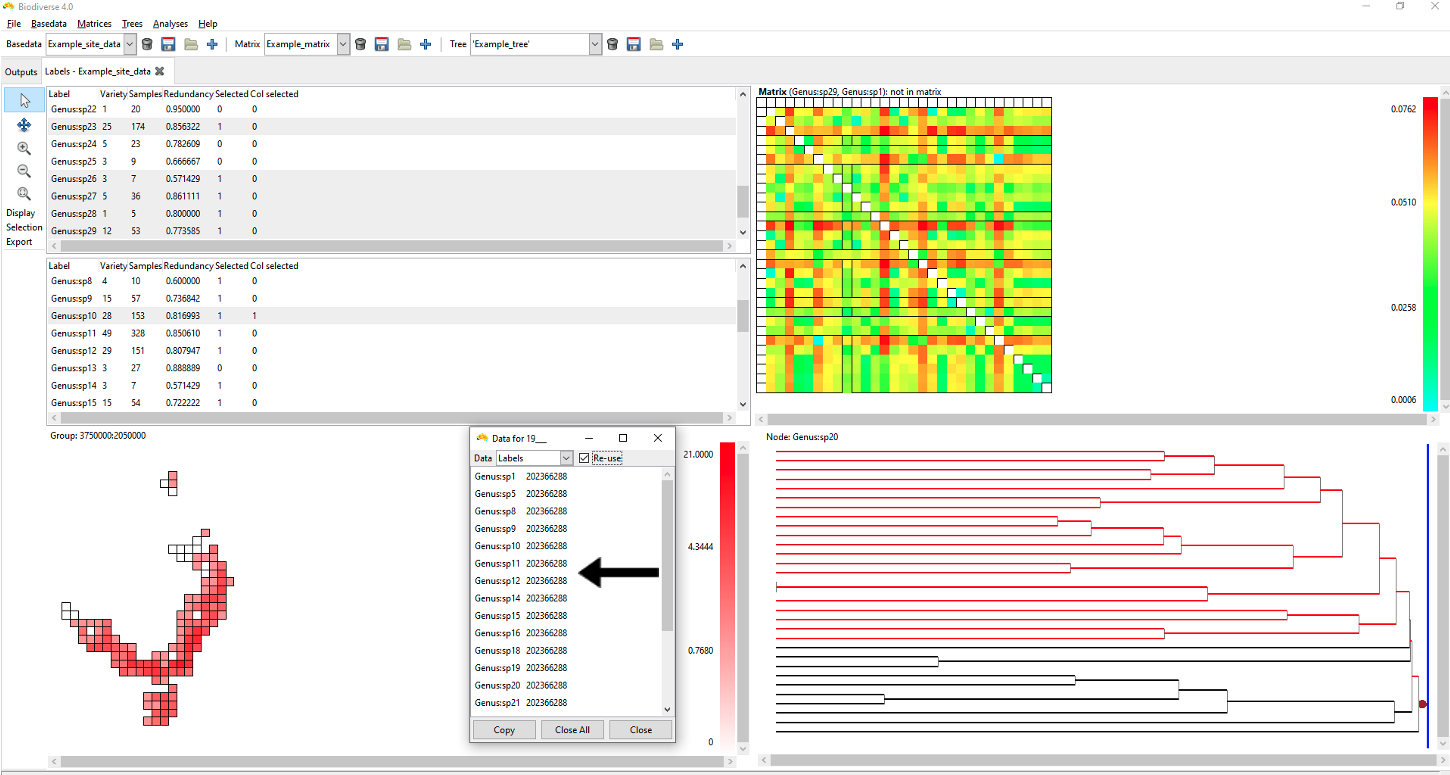 Biodiverse 4.0
File Basedata Matrices Trees Analyses Help
Basedata Example_site_data Matrix Example_matrix Tree 'Example_tree'
Outputs Labels - Example_site_data
Label Variety Samples Redundancy Selected Col selected
Genus:sp22 1 20 0.950000 0 0
Genus:sp23 25 174 0.856322 1 0
Genus:sp24 5 23 0.782609 0 0
Genus:sp25 3 9 0.666667 0 0
Genus:sp26 3 7 0.571429 1 0
Genus:sp27 5 36 0.861111 1 0
Genus:sp28 1 5 0.800000 1 0
Genus:sp29 12 53 0.773585 1 0
Display
Selection
Export
Label Variety Samples Redundancy Selected Col selected
Genus:sp8 4 10 0.600000 1 0
Genus:sp9 15 57 0.736842 1 0
Genus:sp10 28 153 0.816993 1 1
Genus:sp11 49 328 0.850610 1 0
Genus:sp12 29 151 0.807947 1 0
Genus:sp13 3 27 0.888889 0 0
Genus:sp14 3 7 0.571429 1 0
Genus:sp15 15 54 0.722222 1 0
Matrix (Genus:sp29, Genus:sp1): not in matrix
0.0762
0.0510
0.0258
0.0006
Group: 3750000:2050000
21.0000
4.3444
0.7680
0
Data for 19___
Data Labels Re-use
Genus:sp1 202366288
Genus:sp5 202366288
Genus:sp8 202366288
Genus:sp9 202366288
Genus:sp10 202366288
Genus:sp11 202366288
Genus:sp12 202366288
Genus:sp14 202366288
Genus:sp15 202366288
Genus:sp16 202366288
Genus:sp18 202366288
Genus:sp19 202366288
Genus:sp20 202366288
Genus:sp21 202366288
Copy Close All Close
Node: Genus:sp20